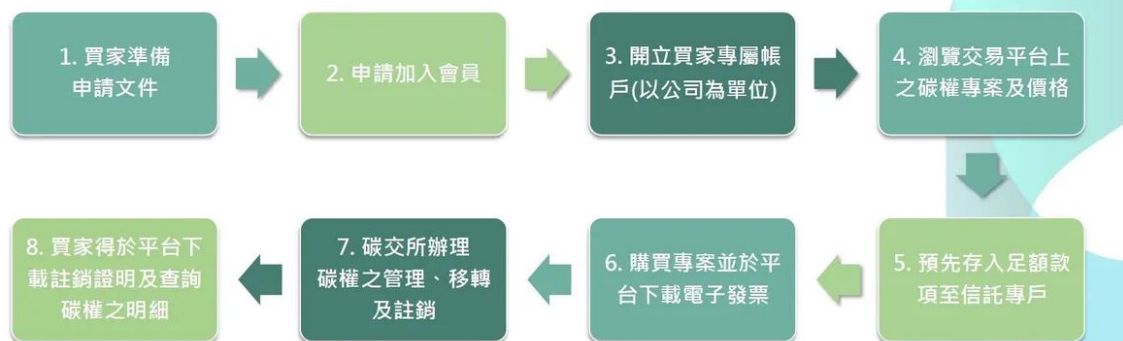 1. 買家準備
申請文件
2. 申請加入會員
3. 開立買家專屬帳
戶(以公司為單位)
4. 瀏覽交易平台上
之碳權專案及價格
5. 預先存入足額款
項至信託專戶
6. 購買專案並於平
台下載電子發票
7. 碳交所辦理
碳權之管理、移轉
及註銷
8. 買家得於平台下
載註銷證明及查詢
碳權之明細